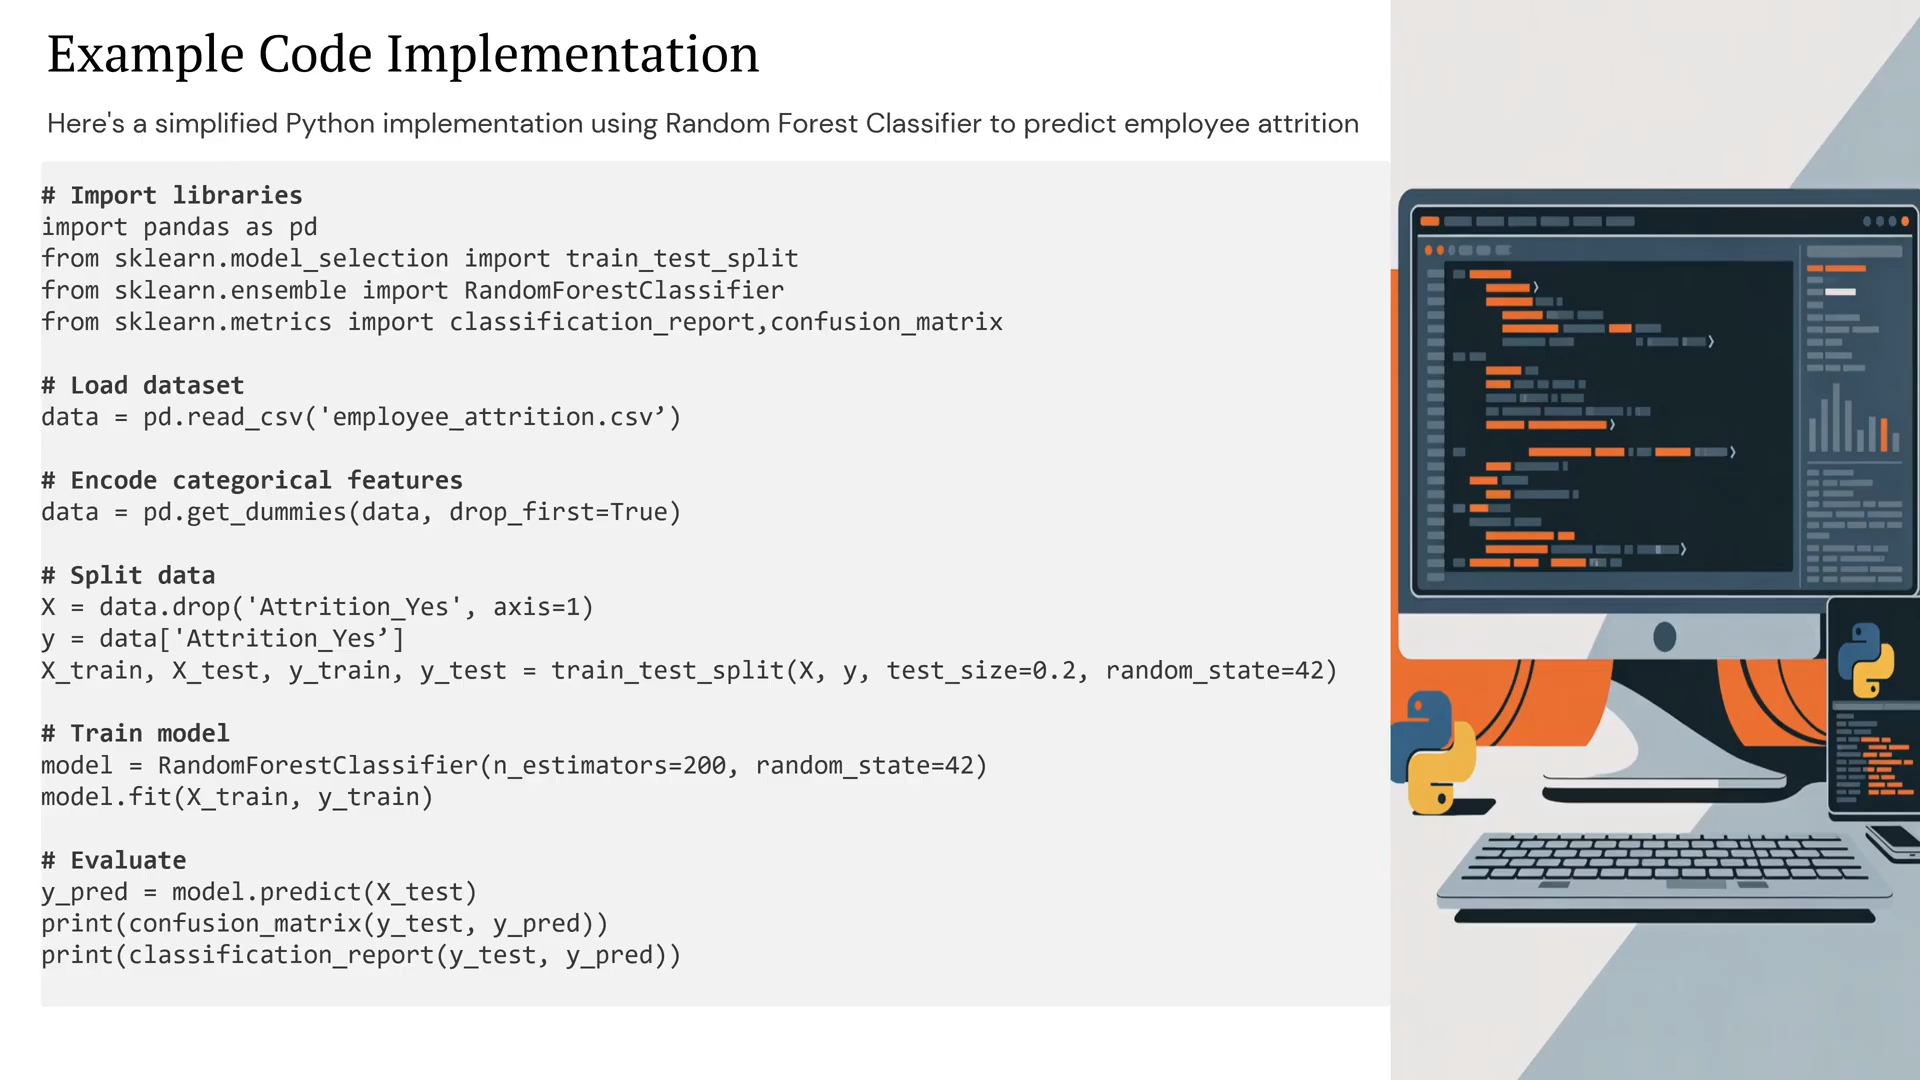 Example Code Implementation
Here's a simplified Python implementation using Random Forest Classifier to predict employee attrition
# Import libraries
import pandas as pd
from sklearn.model_selection import train_test_split
from sklearn.ensemble import RandomForestClassifier
from sklearn.metrics import classification_report,confusion_matrix
# Load dataset
data = pd.read_csv('employee_attrition.csv’)
# Encode categorical features
data = pd.get_dummies(data, drop_first=True)
# Split data
X = data.drop('Attrition_Yes', axis=1)
y = data['Attrition_Yes’]
X_train, X_test, y_train, y_test = train_test_split(X, y, test_size=0.2, random_state=42)
# Train model
model = RandomForestClassifier(n_estimators=200, random_state=42)
model.fit(X_train, y_train)
# Evaluate
y_pred = model.predict(X_test)
print(confusion_matrix(y_test, y_pred))
print(classification_report(y_test, y_pred))